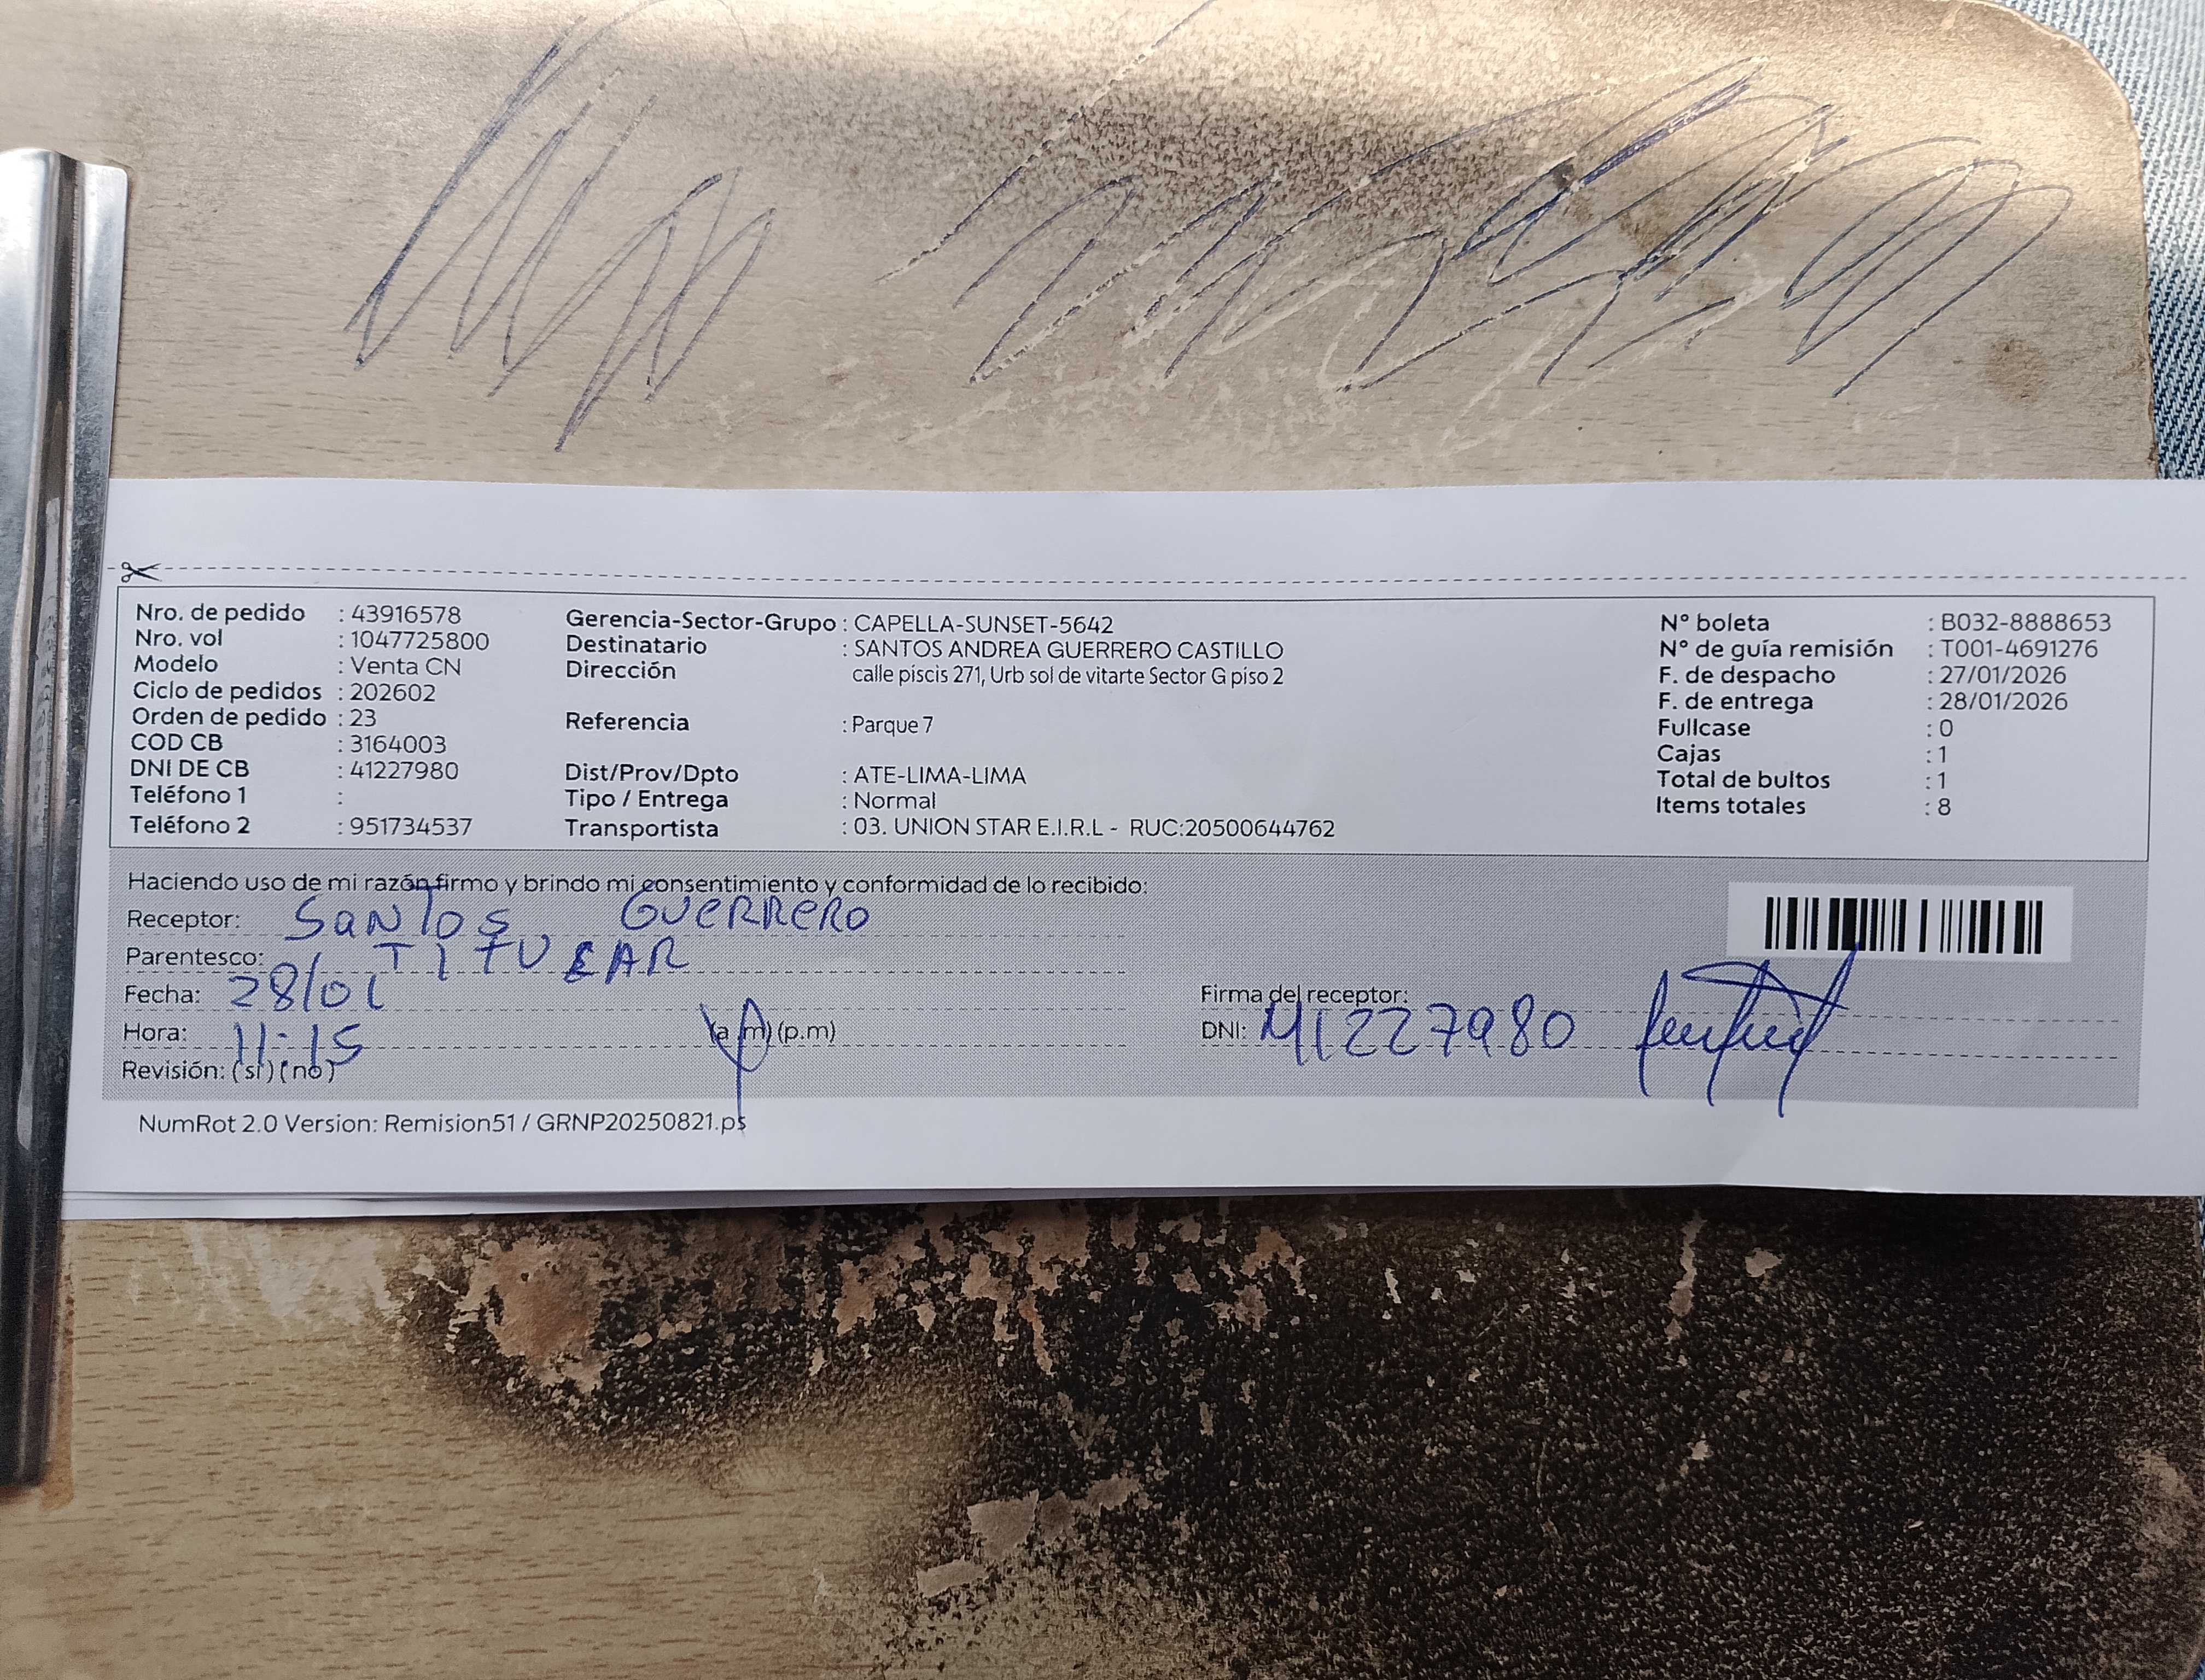 Nro. de pedido : 43916578
Nro. vol : 1047725800
Modelo : Venta CN
Ciclo de pedidos : 202602
Orden de pedido : 23
COD CB : 3164003
DNI DE CB : 41227980
Teléfono 1 :
Teléfono 2 : 951734537
Gerencia-Sector-Grupo : CAPELLA-SUNSET-5642
Destinatario : SANTOS ANDREA GUERRERO CASTILLO
Dirección calle piscis 271, Urb sol de vitarte Sector G piso 2
Referencia : Parque 7
Dist/Prov/Dpto : ATE-LIMA-LIMA
Tipo / Entrega : Normal
Transportista : 03. UNION STAR E.I.R.L - RUC:20500644762
N° boleta : B032-8888653
N° de guía remisión : T001-4691276
F. de despacho : 27/01/2026
F. de entrega : 28/01/2026
Fullcase : 0
Cajas : 1
Total de bultos : 1
Items totales : 8
Haciendo uso de mi razón firmo y brindo mi consentimiento y conformidad de lo recibido:
Receptor: SANTOS GUERRERO
Parentesco: TITULAR
Fecha: 28/01
Hora: 11:15 (a.m) (p.m)
Revisión: (si) (no)
Firma del receptor:
DNI: 41227980
NumRot 2.0 Version: Remision51 / GRNP20250821.ps